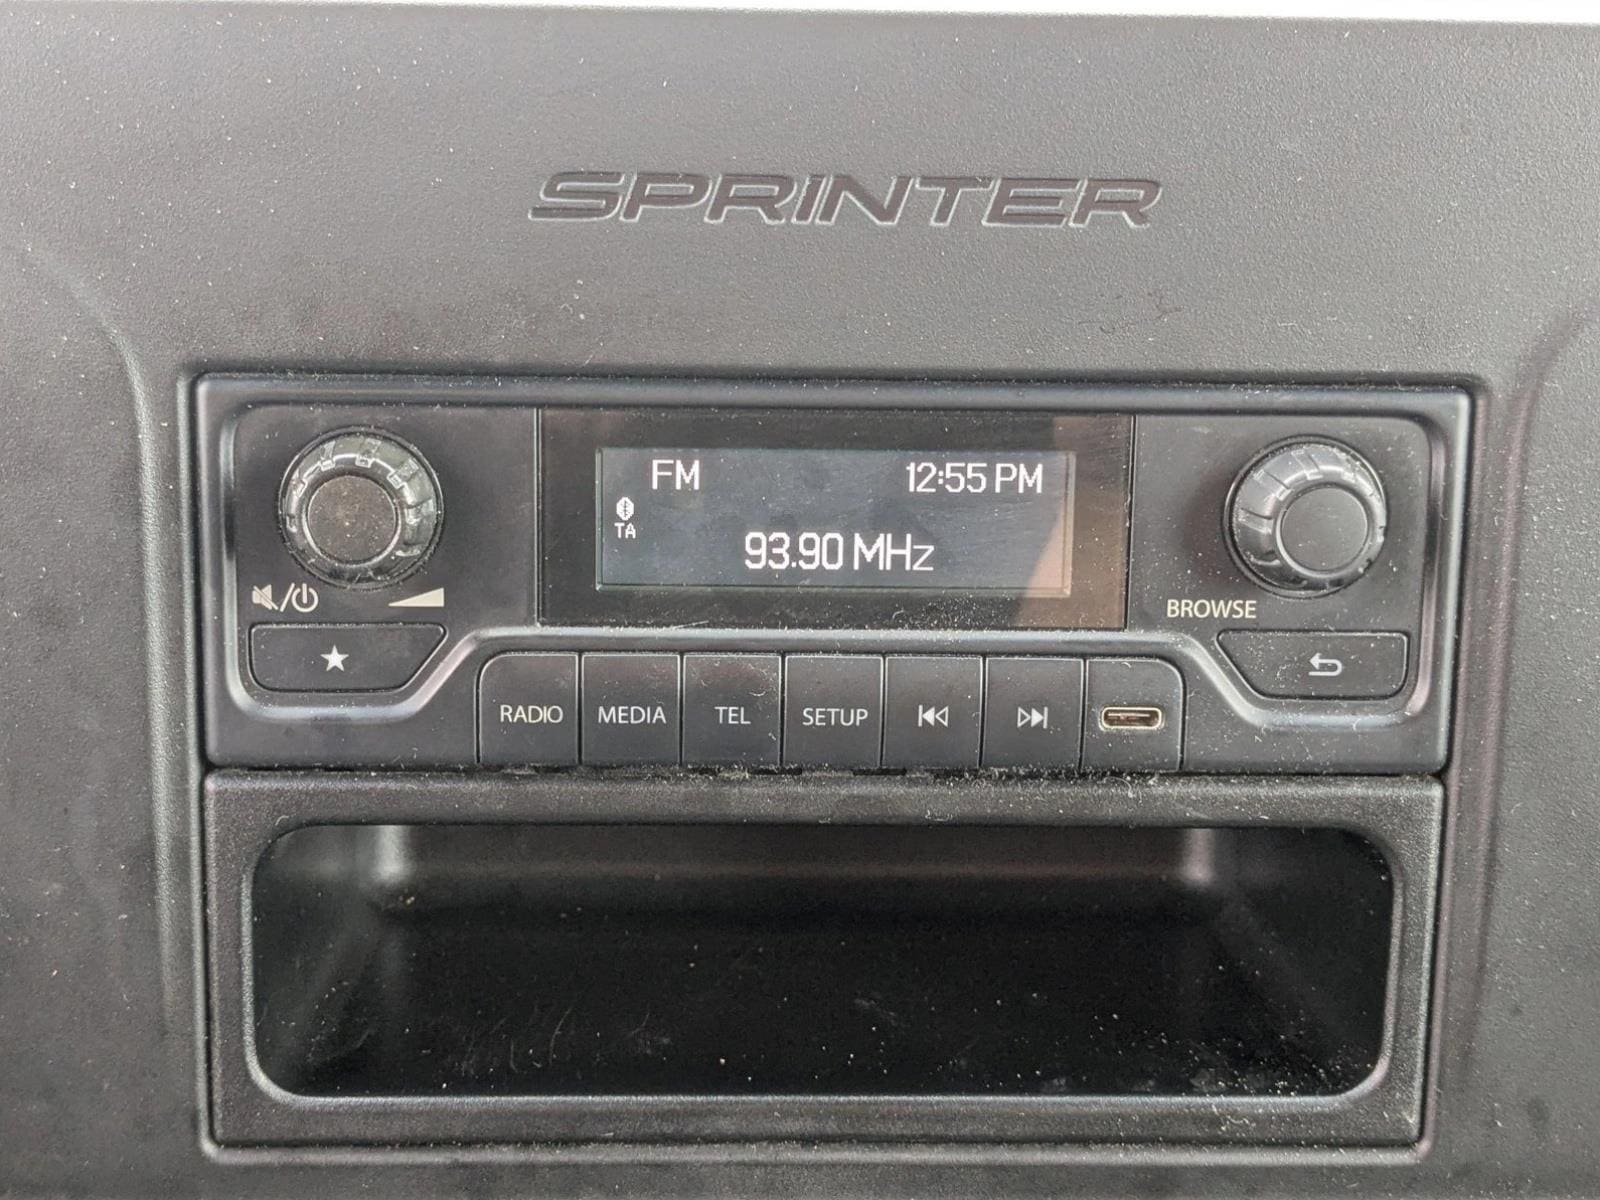 SPRINTER
FM 12:55 PM
TA
93.90 MHz
BROWSE
RADIO MEDIA TEL SETUP